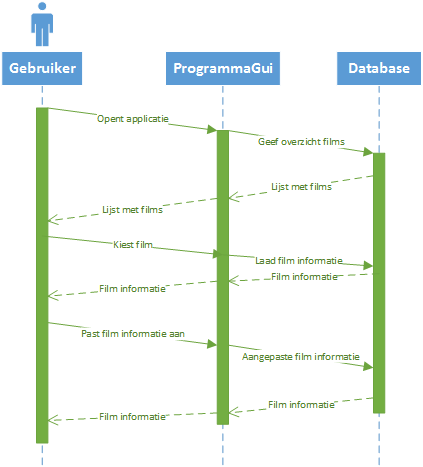 Gebruiker
ProgrammaGui
Database
Opent applicatie
Geef overzicht films
Lijst met films
Lijst met films
Kiest film
Laad film informatie
Film informatie
Film informatie
Past film informatie aan
Aangepaste film informatie
Film informatie
Film informatie